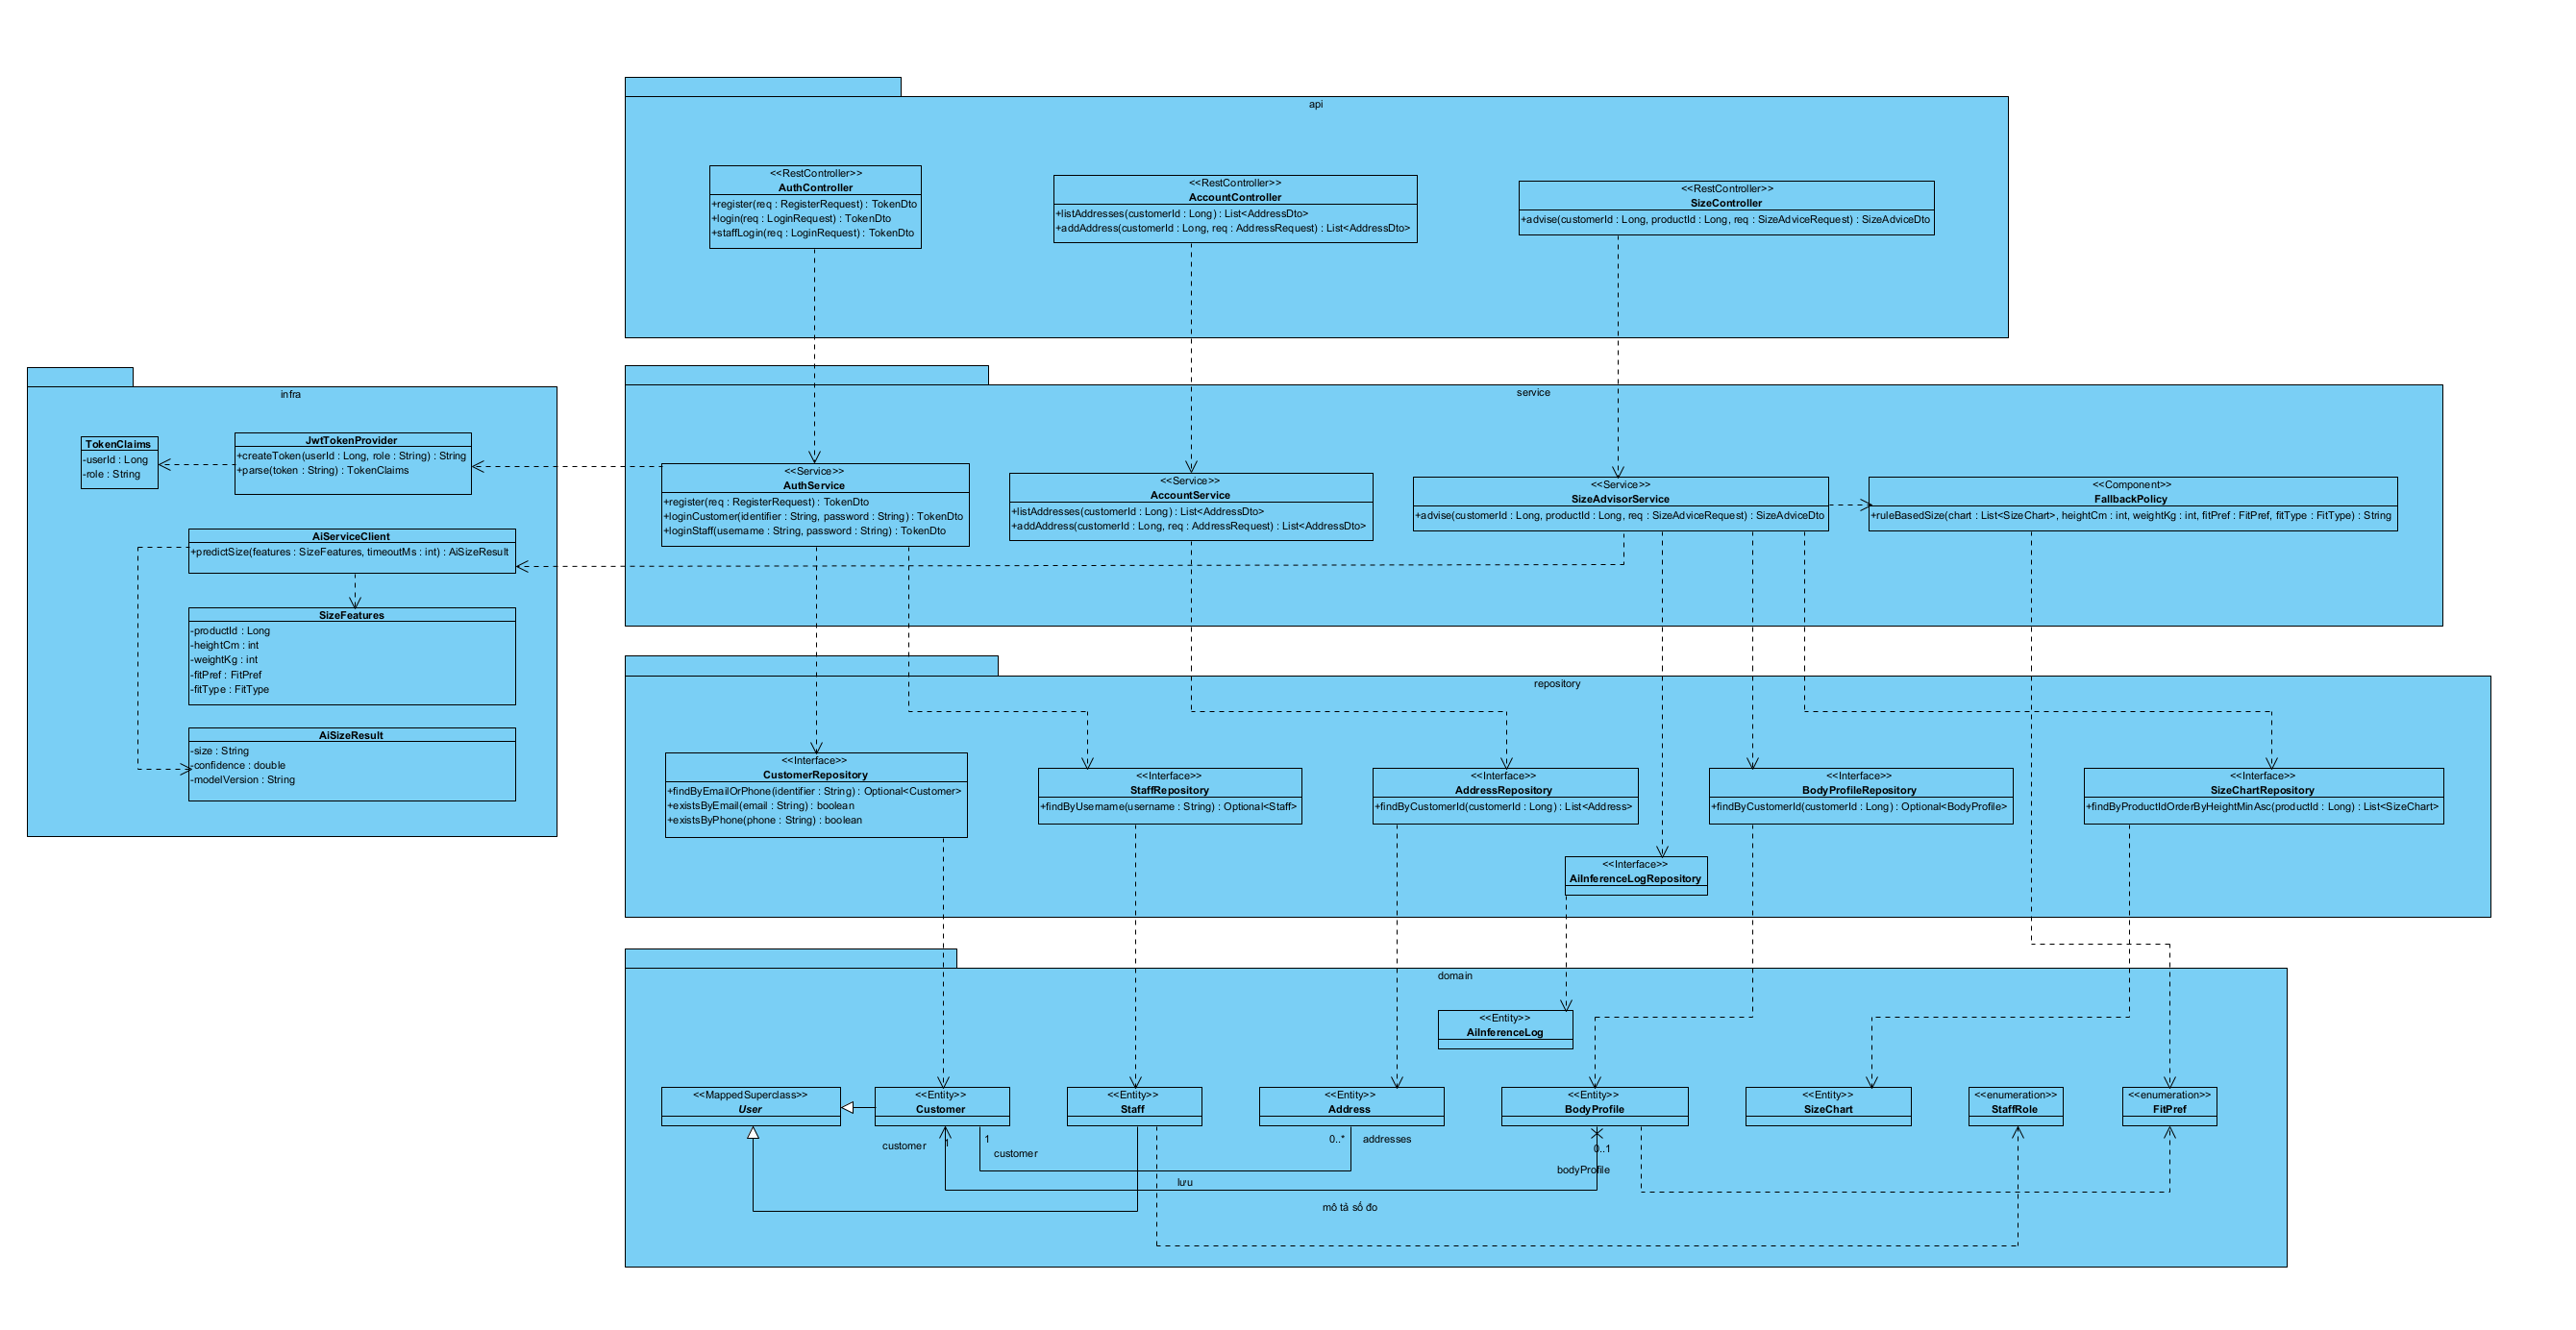 api
<<RestController>>
AuthController
+register(req : RegisterRequest) : TokenDto
+login(req : LoginRequest) : TokenDto
+staffLogin(req : LoginRequest) : TokenDto
<<RestController>>
AccountController
+listAddresses(customerId : Long) : List<AddressDto>
+addAddress(customerId : Long, req : AddressRequest) : List<AddressDto>
<<RestController>>
SizeController
+advise(customerId : Long, productId : Long, req : SizeAdviceRequest) : SizeAdviceDto
infra
TokenClaims
-userId : Long
-role : String
JwtTokenProvider
+createToken(userId : Long, role : String) : String
+parse(token : String) : TokenClaims
AiServiceClient
+predictSize(features : SizeFeatures, timeoutMs : int) : AiSizeResult
SizeFeatures
-productId : Long
-heightCm : int
-weightKg : int
-fitPref : FitPref
-fitType : FitType
AiSizeResult
-size : String
-confidence : double
-modelVersion : String
service
<<Service>>
AuthService
+register(req : RegisterRequest) : TokenDto
+loginCustomer(identifier : String, password : String) : TokenDto
+loginStaff(username : String, password : String) : TokenDto
<<Service>>
AccountService
+listAddresses(customerId : Long) : List<AddressDto>
+addAddress(customerId : Long, req : AddressRequest) : List<AddressDto>
<<Service>>
SizeAdvisorService
+advise(customerId : Long, productId : Long, req : SizeAdviceRequest) : SizeAdviceDto
<<Component>>
FallbackPolicy
+ruleBasedSize(chart : List<SizeChart>, heightCm : int, weightKg : int, fitPref : FitPref, fitType : FitType) : String
repository
<<Interface>>
CustomerRepository
+findByEmailOrPhone(identifier : String) : Optional<Customer>
+existsByEmail(email : String) : boolean
+existsByPhone(phone : String) : boolean
<<Interface>>
StaffRepository
+findByUsername(username : String) : Optional<Staff>
<<Interface>>
AddressRepository
+findByCustomerId(customerId : Long) : List<Address>
<<Interface>>
BodyProfileRepository
+findByCustomerId(customerId : Long) : Optional<BodyProfile>
<<Interface>>
SizeChartRepository
+findByProductIdOrderByHeightMinAsc(productId : Long) : List<SizeChart>
<<Interface>>
AiInferenceLogRepository
domain
<<Entity>>
AiInferenceLog
<<MappedSuperclass>>
User
<<Entity>>
Customer
<<Entity>>
Staff
<<Entity>>
Address
<<Entity>>
BodyProfile
<<Entity>>
SizeChart
<<enumeration>>
StaffRole
<<enumeration>>
FitPref
customer
1
1
customer
0..*
addresses
0..1
bodyProfile
lưu
mô tả số đo